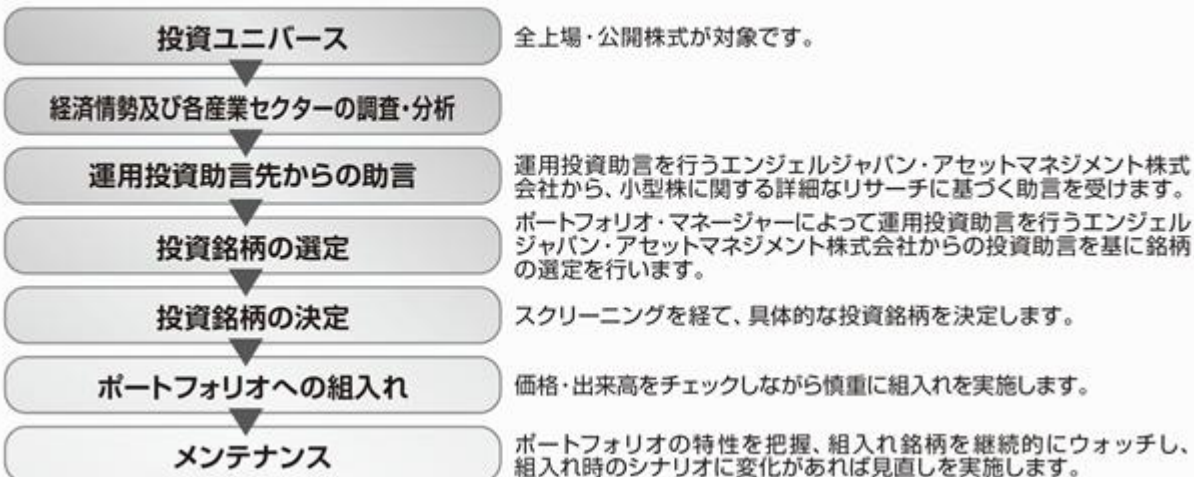 投資ユニバース
全上場・公開株式が対象です。
経済情勢及び各産業セクターの調査・分析
運用投資助言先からの助言
運用投資助言を行うエンジェルジャパン・アセットマネジメント株式
会社から、小型株に関する詳細なリサーチに基づく助言を受けます。
投資銘柄の選定
ポートフォリオ・マネージャーによって運用投資助言を行うエンジェル
ジャパン・アセットマネジメント株式会社からの投資助言を基に銘柄
の選定を行います。
投資銘柄の決定
スクリーニングを経て、具体的な投資銘柄を決定します。
ポートフォリオへの組入れ
価格・出来高をチェックしながら慎重に組入れを実施します。
メンテナンス
ポートフォリオの特性を把握、組入れ銘柄を継続的にウォッチし、
組入れ時のシナリオに変化があれば見直しを実施します。